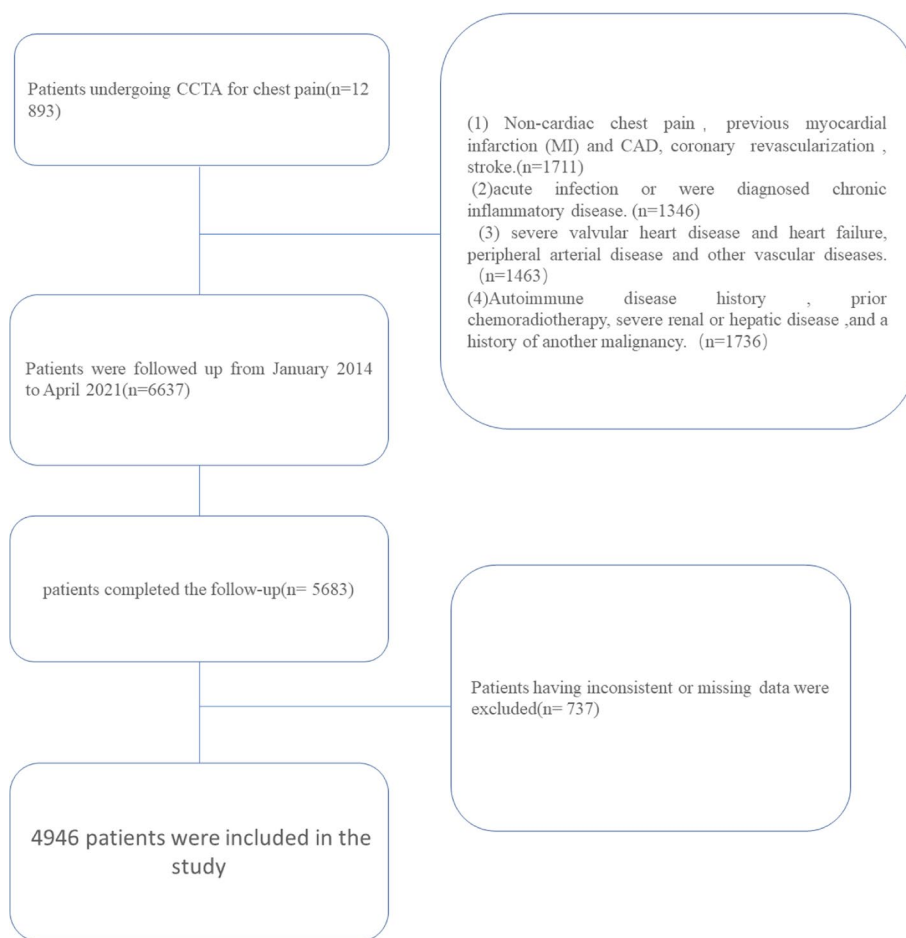 Patients undergoing CCTA for chest pain(n=12
893)
(1) Non-cardiac chest pain , previous myocardial
infarction (MI) and CAD, coronary revascularization ,
stroke.(n=1711)
(2)acute infection or were diagnosed chronic
inflammatory disease. (n=1346)
(3) severe valvular heart disease and heart failure,
peripheral arterial disease and other vascular diseases.
(n=1463)
(4)Autoimmune disease history , prior
chemoradiotherapy, severe renal or hepatic disease ,and a
history of another malignancy. (n=1736)
Patients were followed up from January 2014
to April 2021(n=6637)
patients completed the follow-up(n= 5683)
Patients having inconsistent or missing data were
excluded(n= 737)
4946 patients were included in the
study